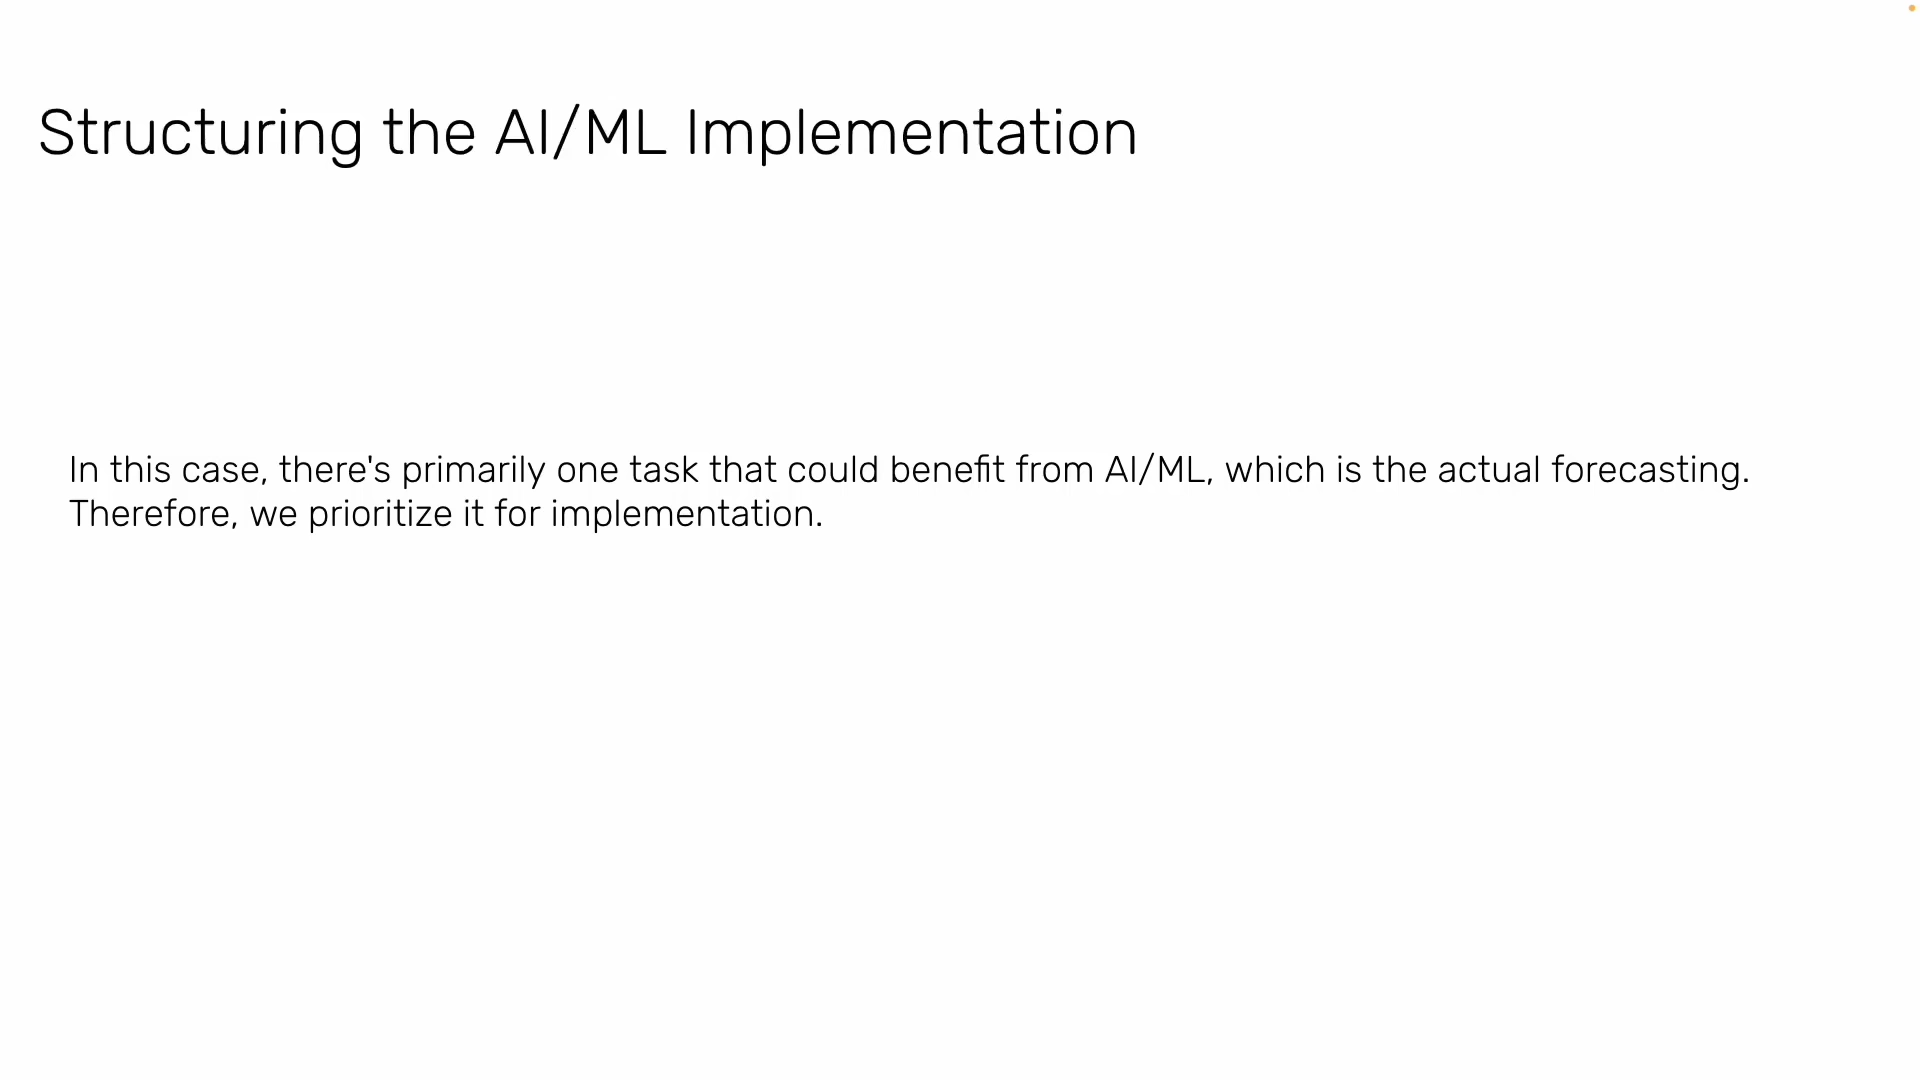 Structuring the AI/ML Implementation
In this case, there's primarily one task that could benefit from AI/ML, which is the actual forecasting.
Therefore, we prioritize it for implementation.